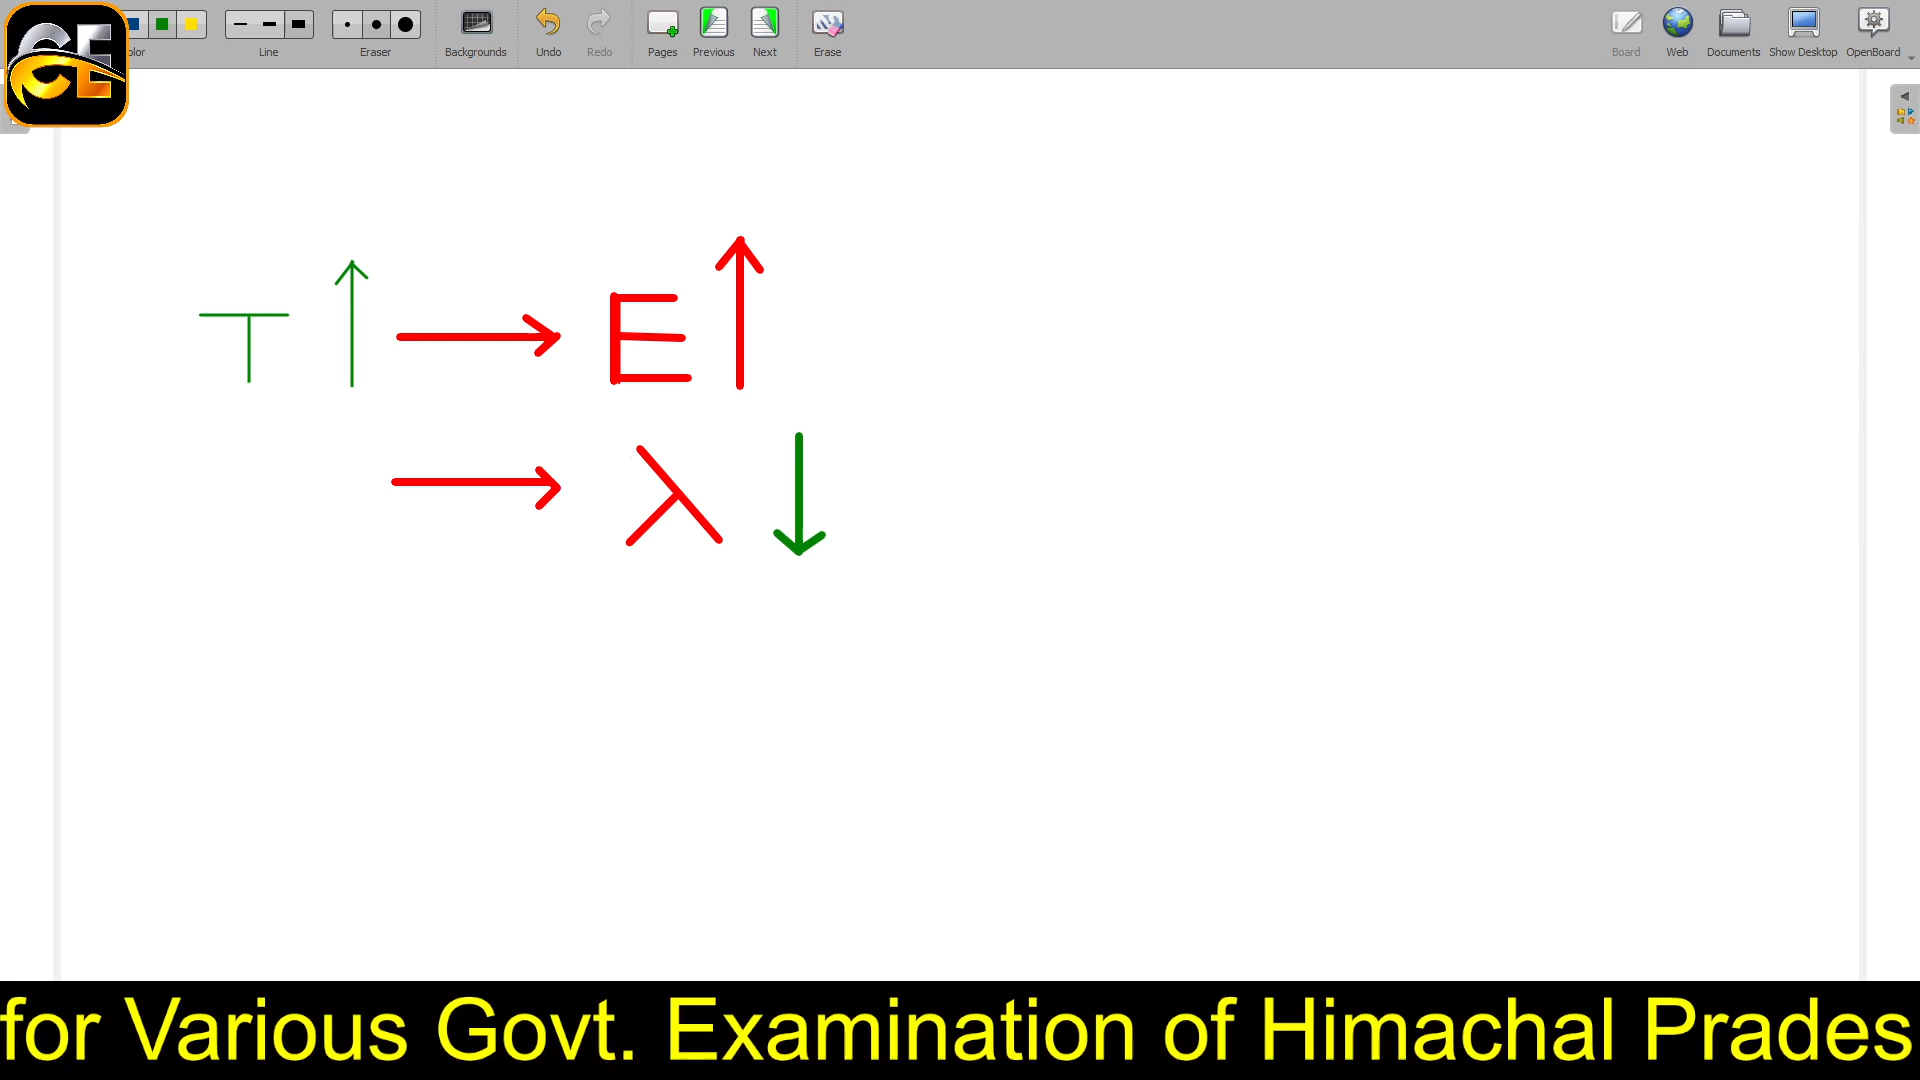 CE
olor Line Eraser Backgrounds Undo Redo Pages Previous Next Erase Board Web Documents Show Desktop OpenBoard
T ↑ → E ↑
→ λ ↓
for Various Govt. Examination of Himachal Prades